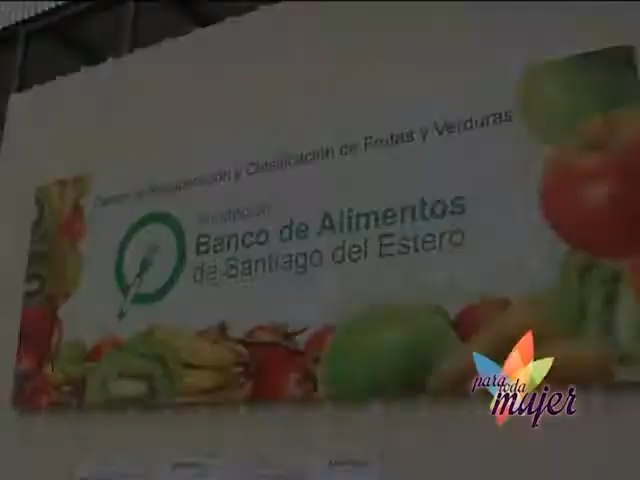 Centro de Recuperación y Clasificación de Frutas y Verduras
Fundación
Banco de Alimentos
de Santiago del Estero
para
toda
mujer